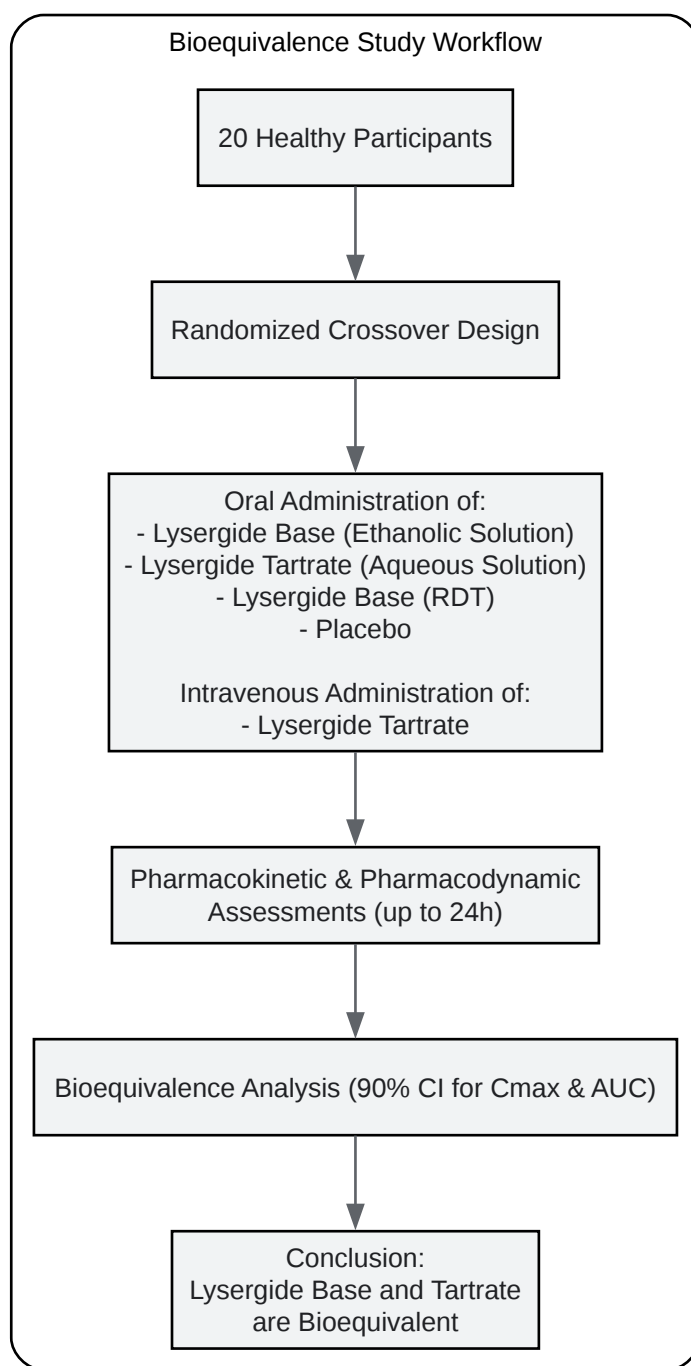 Bioequivalence Study Workflow
20 Healthy Participants
Randomized Crossover Design
Oral Administration of:
- Lysergide Base (Ethanolic Solution)
- Lysergide Tartrate (Aqueous Solution)
- Lysergide Base (RDT)
- Placebo
Intravenous Administration of:
- Lysergide Tartrate
Pharmacokinetic & Pharmacodynamic
Assessments (up to 24h)
Bioequivalence Analysis (90% CI for Cmax & AUC)
Conclusion:
Lysergide Base and Tartrate
are Bioequivalent